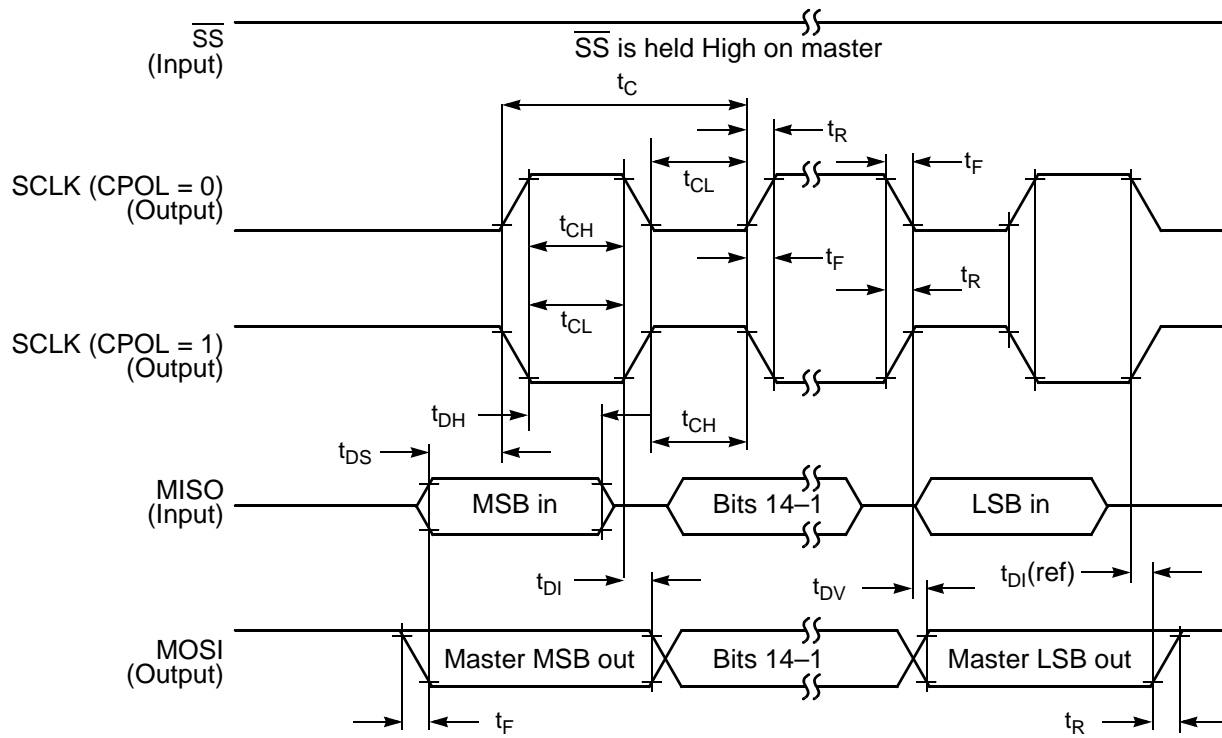 SS
(Input)
SS is held High on master
tC
tR
tF
SCLK (CPOL = 0)
(Output)
tCL
tCH
tF
tR
tCL
SCLK (CPOL = 1)
(Output)
tDH
tCH
tDS
MISO
(Input)
MSB in
Bits 14–1
LSB in
tDI
tDV
tDI(ref)
MOSI
(Output)
Master MSB out
Bits 14–1
Master LSB out
tF
tR